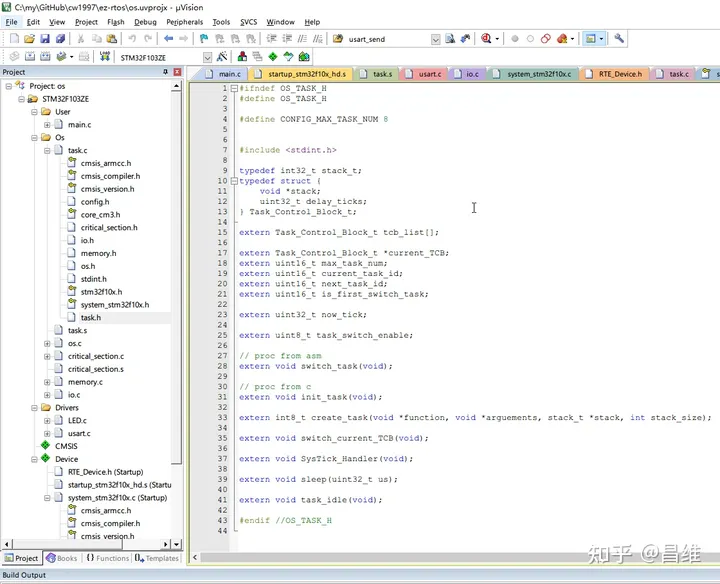 C:\my\GitHub\cw1997\ez-rtos\os.uvprojx - µVision
File Edit View Project Flash Debug Peripherals Tools SVCS Window Help
usart_send
STM32F103ZE
Project
main.c startup_stm32f10x_hd.s task.s usart.c io.c system_stm32f10x.c RTE_Device.h task.c
Project: os
STM32F103ZE
User
main.c
Os
task.c
cmsis_armcc.h
cmsis_compiler.h
cmsis_version.h
config.h
core_cm3.h
critical_section.h
io.h
memory.h
os.h
stdint.h
stm32f10x.h
system_stm32f10x.h
task.h
task.s
os.c
critical_section.c
critical_section.s
memory.c
io.c
Drivers
LED.c
usart.c
CMSIS
Device
RTE_Device.h (Startup)
startup_stm32f10x_hd.s (Startu
system_stm32f10x.c (Startup)
cmsis_armcc.h
cmsis_compiler.h
cmsis_version.h
Project Books {} Functions Templates
Build Output
1 #ifndef OS_TASK_H
2 #define OS_TASK_H
3
4 #define CONFIG_MAX_TASK_NUM 8
5
6
7 #include <stdint.h>
8
9 typedef int32_t stack_t;
10 typedef struct {
11 void *stack;
12 uint32_t delay_ticks;
13 } Task_Control_Block_t;
14
15 extern Task_Control_Block_t tcb_list[];
16
17 extern Task_Control_Block_t *current_TCB;
18 extern uint16_t max_task_num;
19 extern uint16_t current_task_id;
20 extern uint16_t next_task_id;
21 extern uint16_t is_first_switch_task;
22
23 extern uint32_t now_tick;
24
25 extern uint8_t task_switch_enable;
26
27 // proc from asm
28 extern void switch_task(void);
29
30 // proc from c
31 extern void init_task(void);
32
33 extern int8_t create_task(void *function, void *arguements, stack_t *stack, int stack_size);
34
35 extern void switch_current_TCB(void);
36
37 extern void SysTick_Handler(void);
38
39 extern void sleep(uint32_t us);
40
41 extern void task_idle(void);
42
43 #endif //OS_TASK_H
44
知乎 @昌维